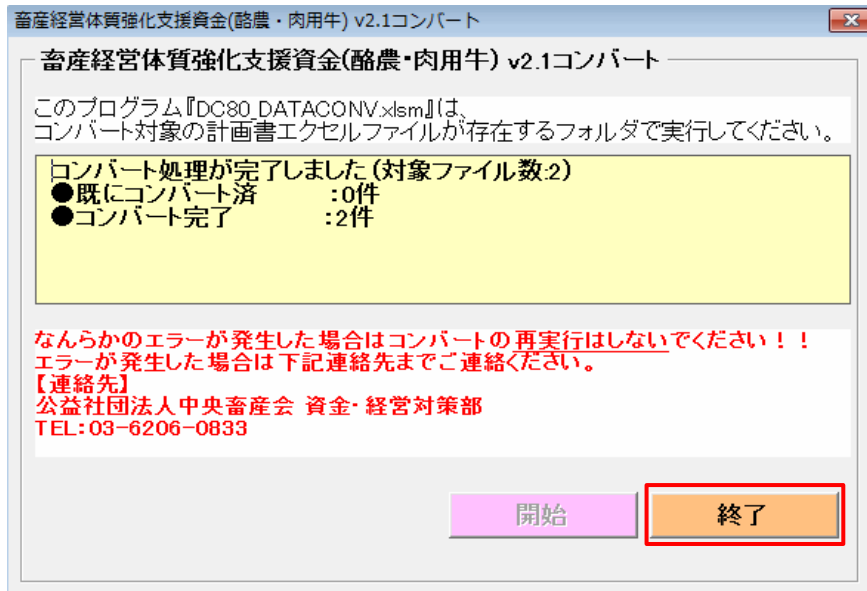 畜産経営体質強化支援資金(酪農・肉用牛) v2.1コンバート
畜産経営体質強化支援資金(酪農・肉用牛) v2.1コンバート
このプログラム『DC80_DATACONV.xlsm』は、
コンバート対象の計画書エクセルファイルが存在するフォルダで実行してください。
コンバート処理が完了しました(対象ファイル数:2)
●既にコンバート済 :0件
●コンバート完了 :2件
なんらかのエラーが発生した場合はコンバートの再実行はしないでください！！
エラーが発生した場合は下記連絡先までご連絡ください。
【連絡先】
公益社団法人中央畜産会 資金・経営対策部
TEL:03-6206-0833
開始
終了